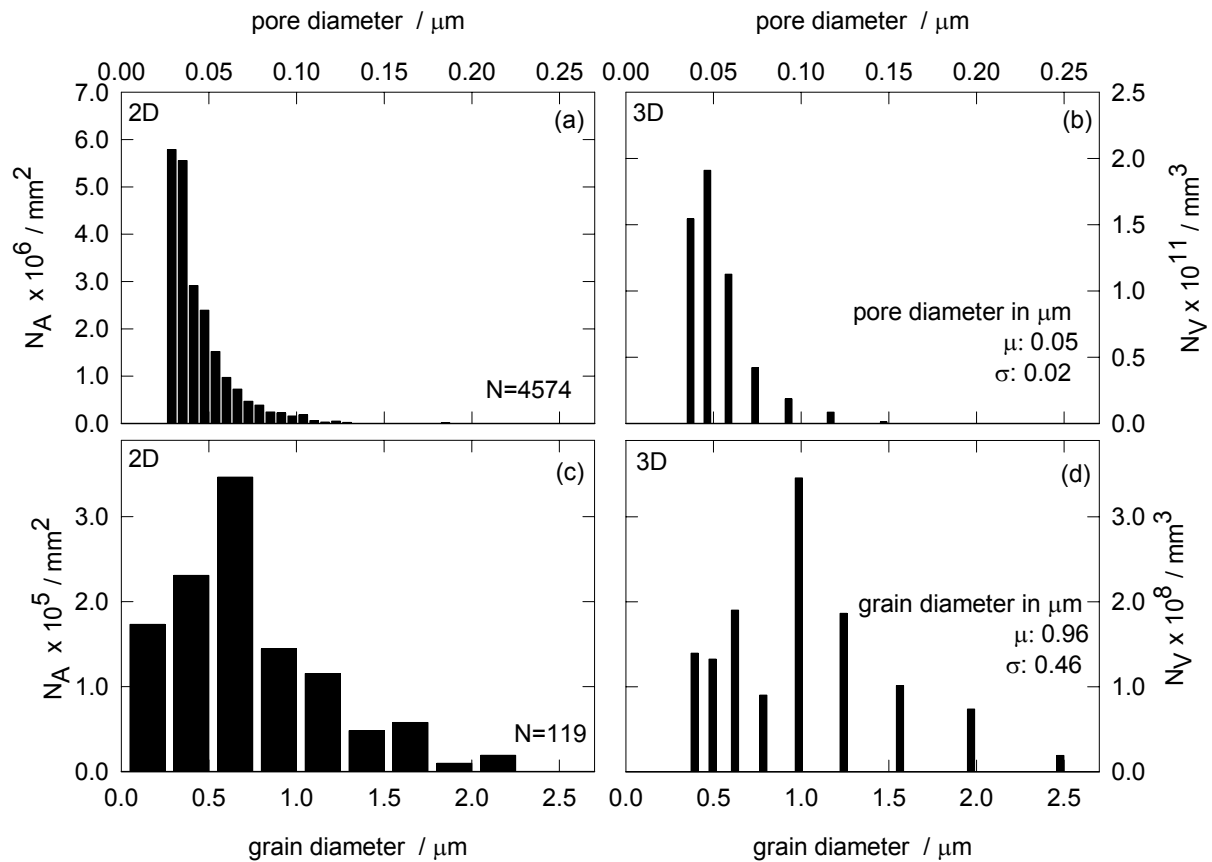 pore diameter / μm
pore diameter / μm
0.00 0.05 0.10 0.15 0.20 0.25
0.00 0.05 0.10 0.15 0.20 0.25
7.0
6.0
5.0
4.0
3.0
2.0
1.0
0.0
N_A x 10^6 / mm^2
2D
(a)
N=4574
3D
(b)
pore diameter in μm
μ: 0.05
σ: 0.02
2.5
2.0
1.5
1.0
0.5
0.0
N_V x 10^11 / mm^3
3.0
2.0
1.0
0.0
N_A x 10^5 / mm^2
2D
(c)
N=119
3D
(d)
grain diameter in μm
μ: 0.96
σ: 0.46
3.0
2.0
1.0
0.0
N_V x 10^8 / mm^3
0.0 0.5 1.0 1.5 2.0 2.5
0.0 0.5 1.0 1.5 2.0 2.5
grain diameter / μm
grain diameter / μm